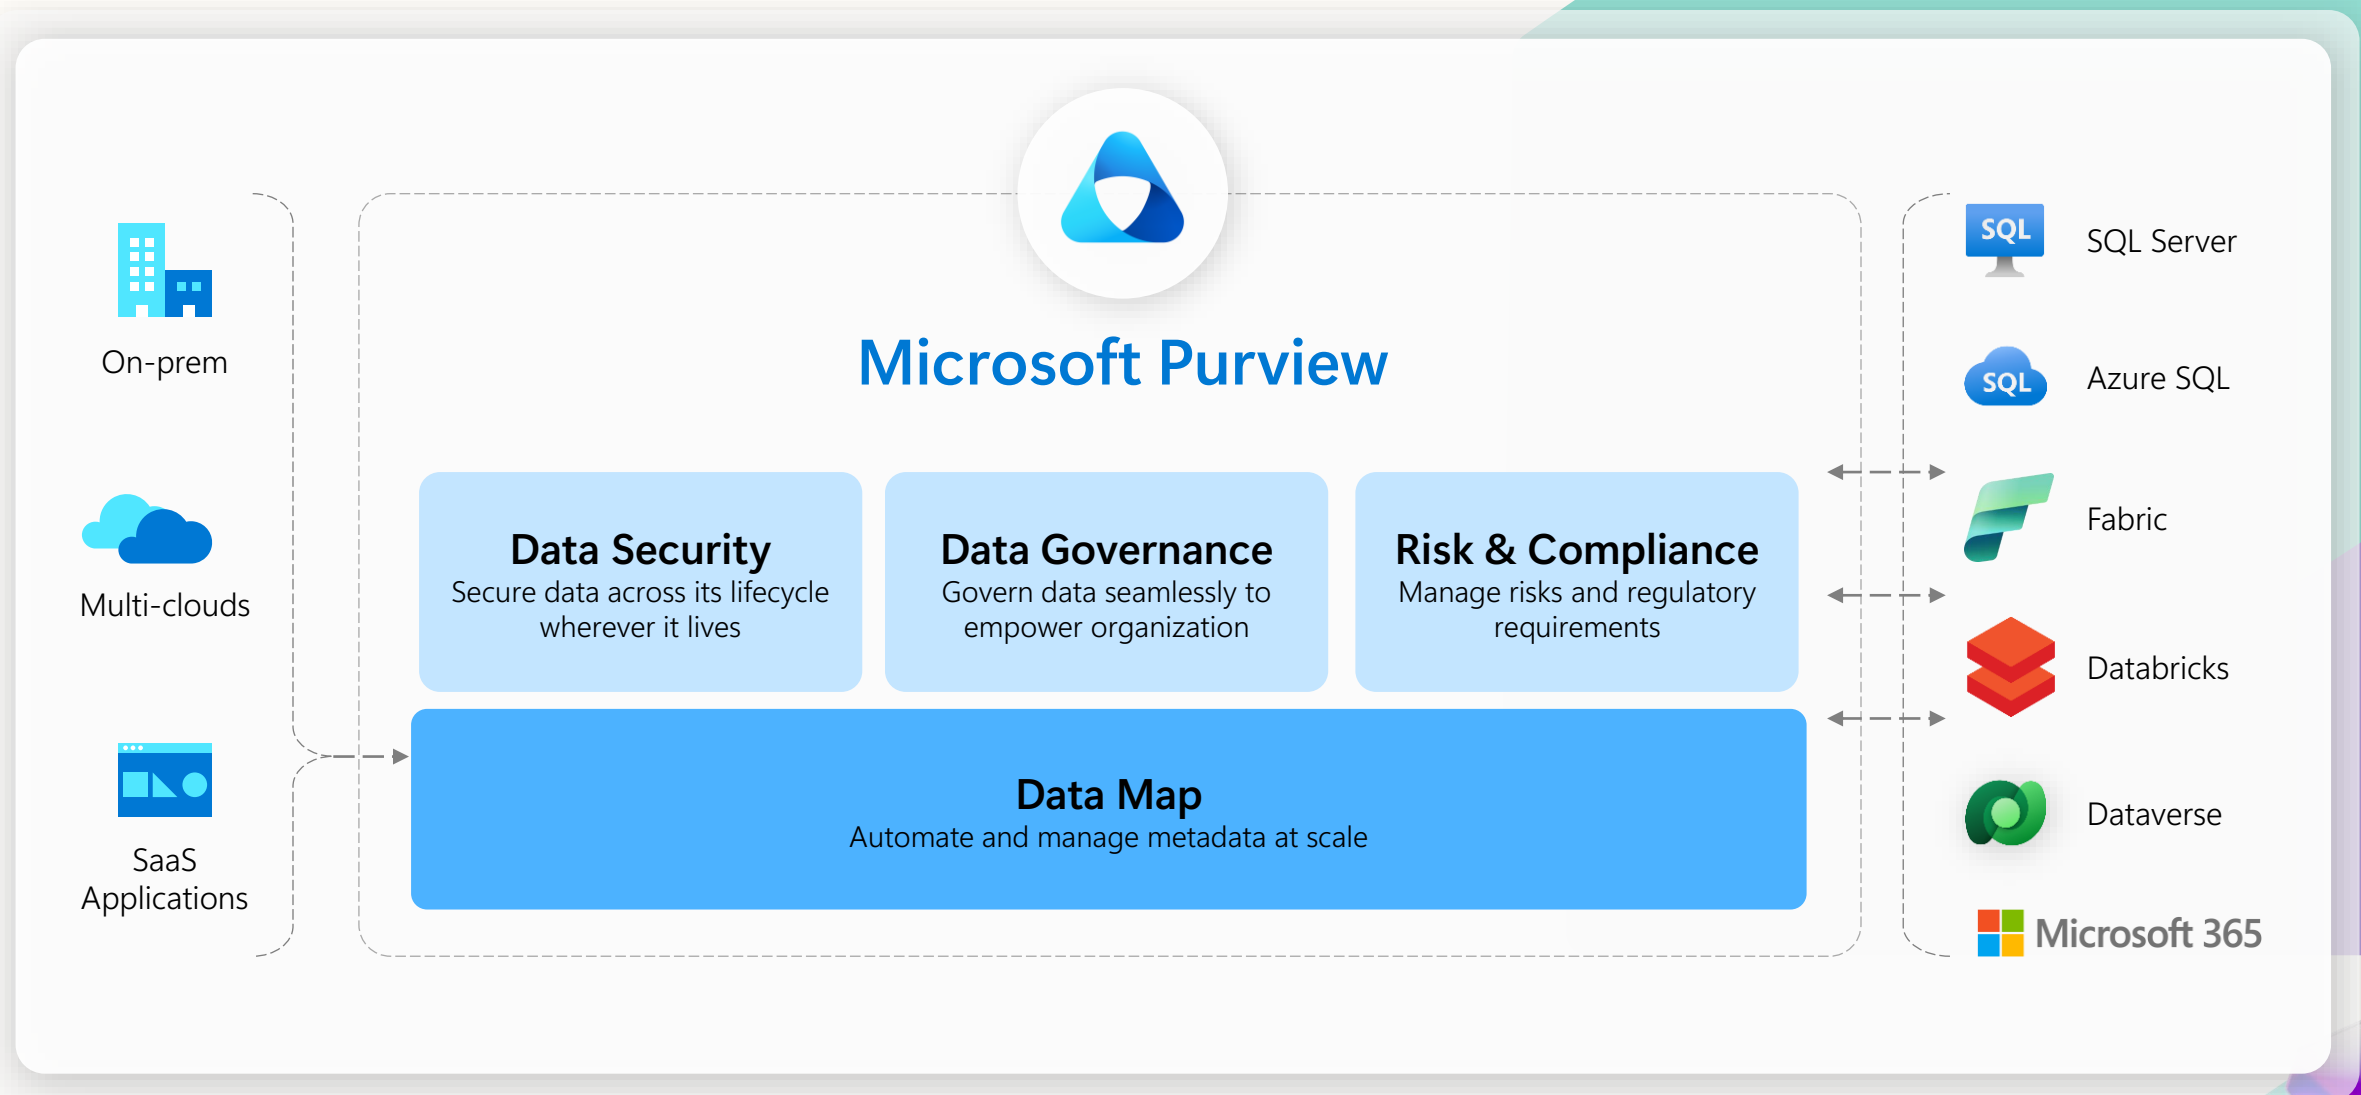 On-prem
Multi-clouds
SaaS
Applications
Microsoft Purview
Data Security
Secure data across its lifecycle
wherever it lives
Data Governance
Govern data seamlessly to
empower organization
Risk & Compliance
Manage risks and regulatory
requirements
Data Map
Automate and manage metadata at scale
SQL
SQL Server
SQL
Azure SQL
Fabric
Databricks
Dataverse
Microsoft 365